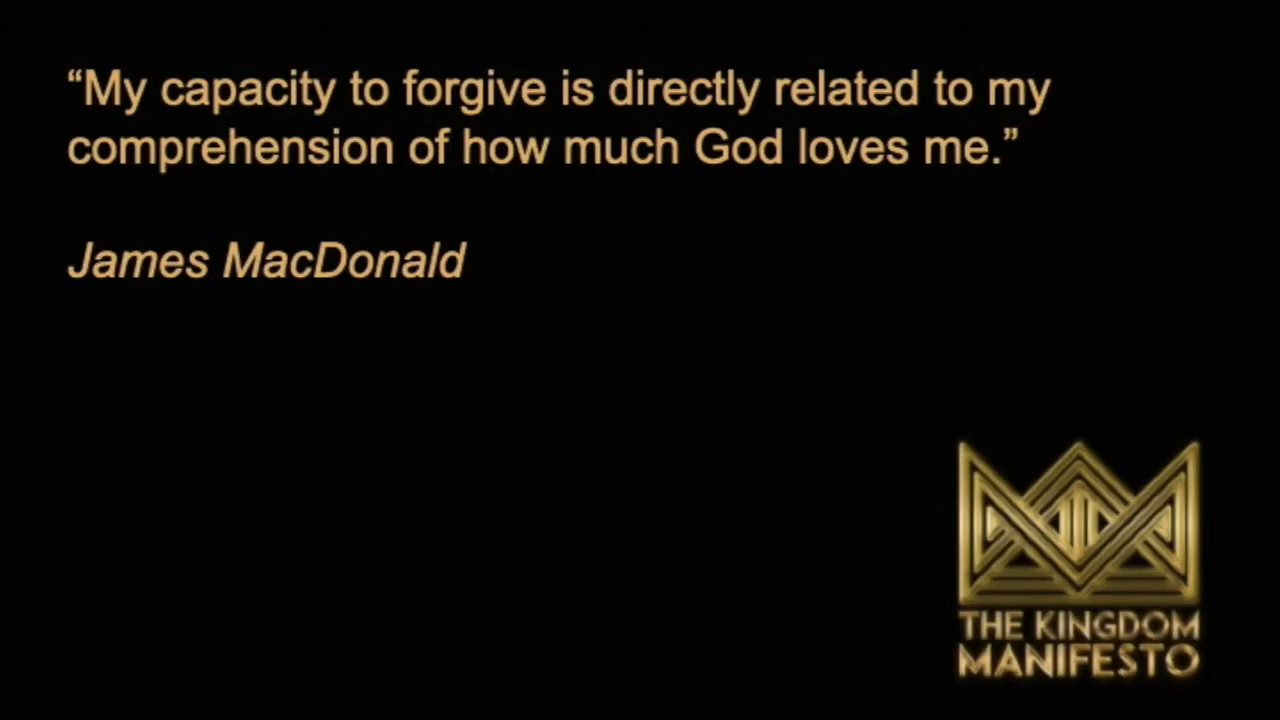 “My capacity to forgive is directly related to my
comprehension of how much God loves me.”
James MacDonald
THE KINGDOM
MANIFESTO